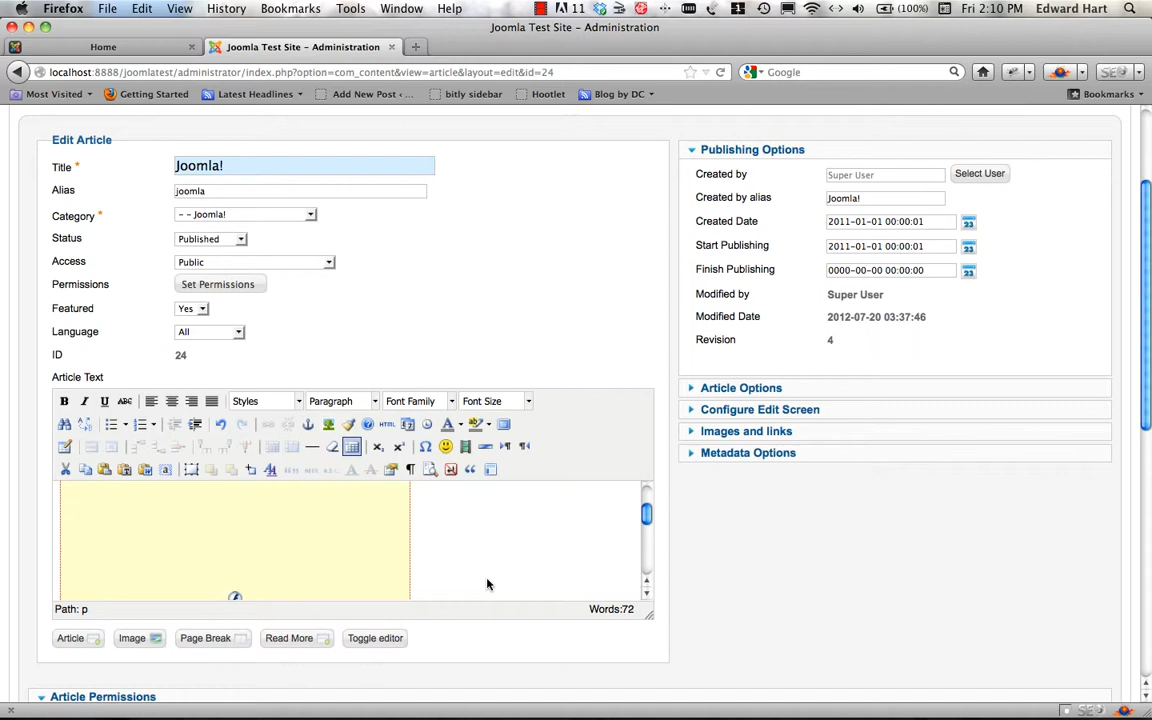 Firefox File Edit View History Bookmarks Tools Window Help 11 1 (100%) Fri 2:10 PM Edward Hart
Joomla Test Site – Administration
Home
Joomla Test Site – Administration
localhost:8888/joomlatest/administrator/index.php?option=com_content&view=article&layout=edit&id=24
Google
Most Visited Getting Started Latest Headlines Add New Post ‹ ... bitly sidebar Hootlet Blog by DC Bookmarks
Edit Article
Title *
Joomla!
Alias
joomla
Category *
- - Joomla!
Status
Published
Access
Public
Permissions
Set Permissions
Featured
Yes
Language
All
ID
24
Article Text
B I U ABC Styles Paragraph Font Family Font Size
HTML A ab
Path: p
Words:72
Article Image Page Break Read More Toggle editor
Publishing Options
Created by
Super User
Select User
Created by alias
Joomla!
Created Date
2011-01-01 00:00:01
23
Start Publishing
2011-01-01 00:00:01
23
Finish Publishing
0000-00-00 00:00:00
23
Modified by
Super User
Modified Date
2012-07-20 03:37:46
Revision
4
Article Options
Configure Edit Screen
Images and links
Metadata Options
Article Permissions